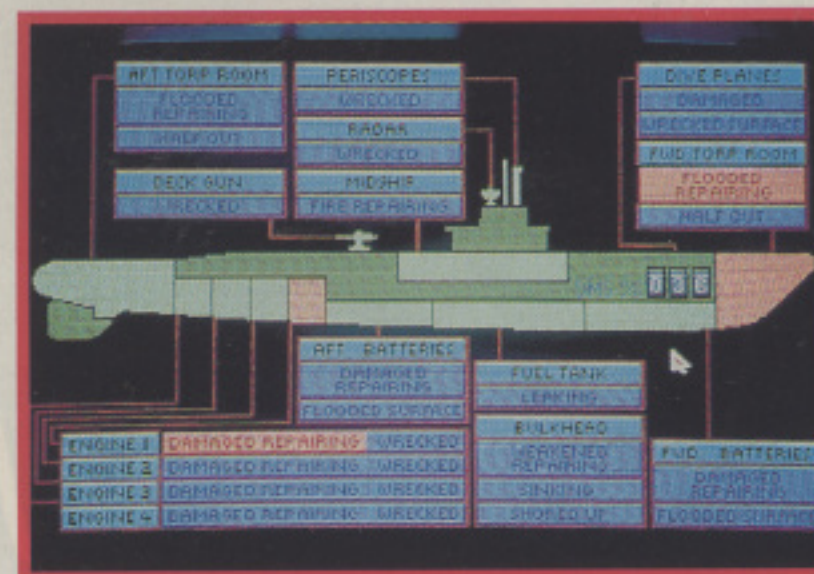 AFT TORP ROOM
FLOODED
REPAIRING
HALF OUT
DECK GUN
WRECKED
PERISCOPES
WRECKED
RADAR
WRECKED
MIDSHIP
FIRE REPAIRING
DIVE PLANES
DAMAGED
WRECKED SURFACE
FWD TORP ROOM
FLOODED
REPAIRING
HALF OUT
AFT BATTERIES
DAMAGED
REPAIRING
FLOODED SURFACE
FUEL TANK
LEAKING
BULKHEAD
WEAKENED
REPAIRING
SINKING
SHORED UP
ENGINE 1 DAMAGED REPAIRING WRECKED
ENGINE 2 DAMAGED REPAIRING WRECKED
ENGINE 3 DAMAGED REPAIRING WRECKED
ENGINE 4 DAMAGED REPAIRING WRECKED
FWD BATTERIES
DAMAGED
REPAIRING
FLOODED SURFACE